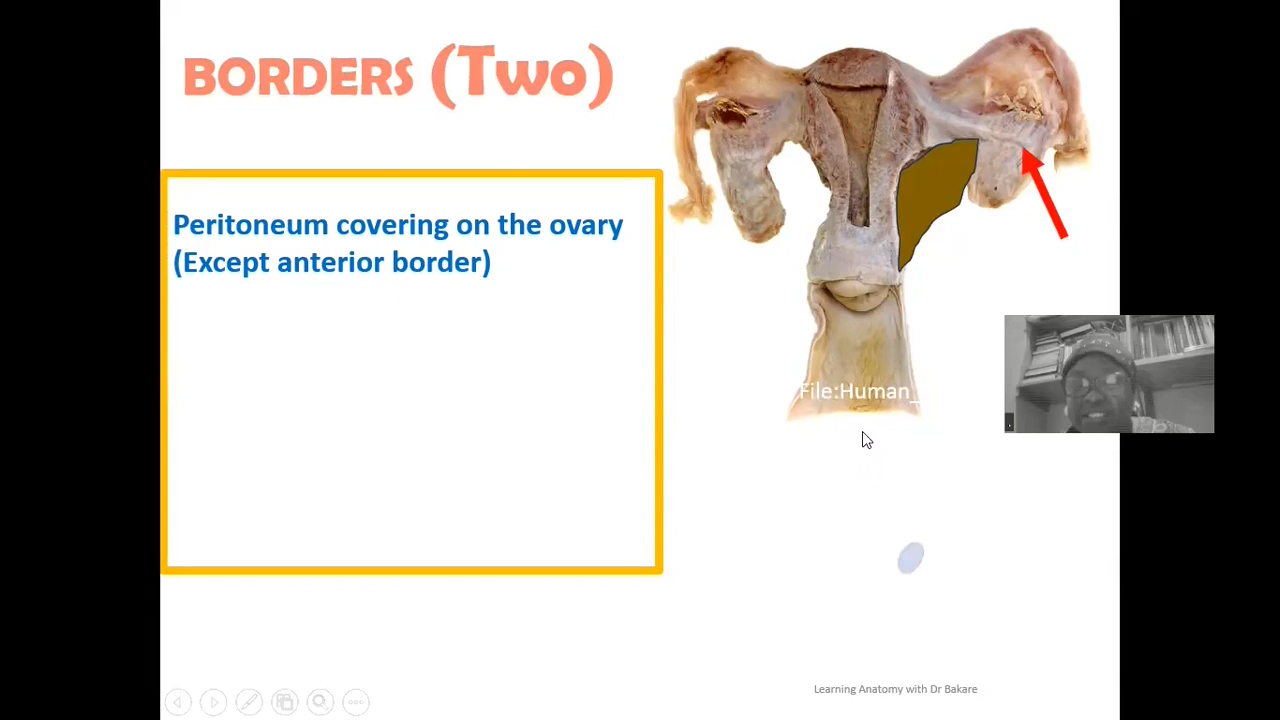 BORDERS (Two)
Peritoneum covering on the ovary
(Except anterior border)
File:Human_
Learning Anatomy with Dr Bakare